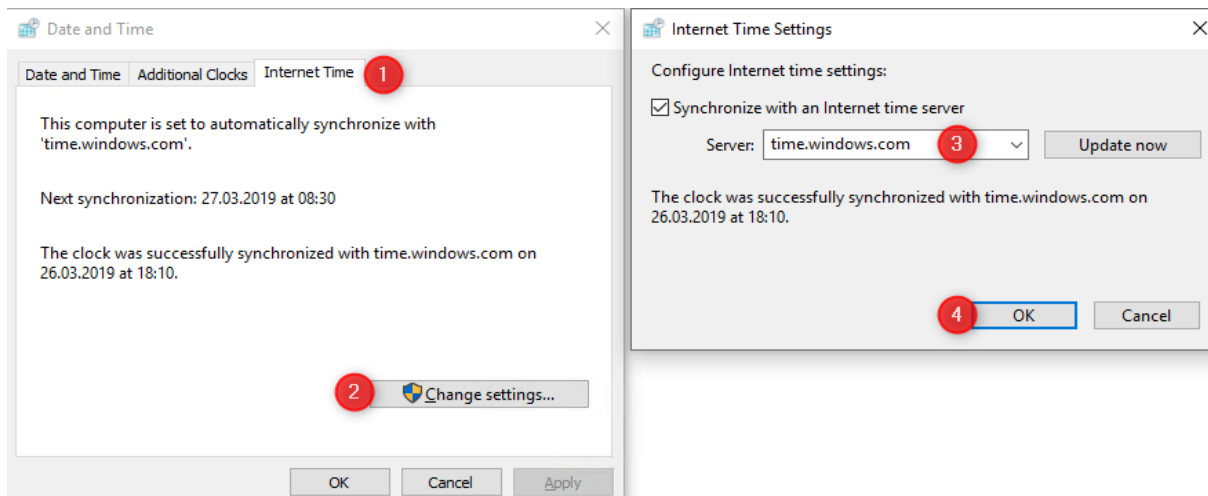 Date and Time
Date and Time Additional Clocks Internet Time 1
This computer is set to automatically synchronize with
'time.windows.com'.
Next synchronization: 27.03.2019 at 08:30
The clock was successfully synchronized with time.windows.com on
26.03.2019 at 18:10.
2 Change settings...
OK Cancel Apply
Internet Time Settings
Configure Internet time settings:
Synchronize with an Internet time server
Server: time.windows.com 3 Update now
The clock was successfully synchronized with time.windows.com on
26.03.2019 at 18:10.
4 OK Cancel